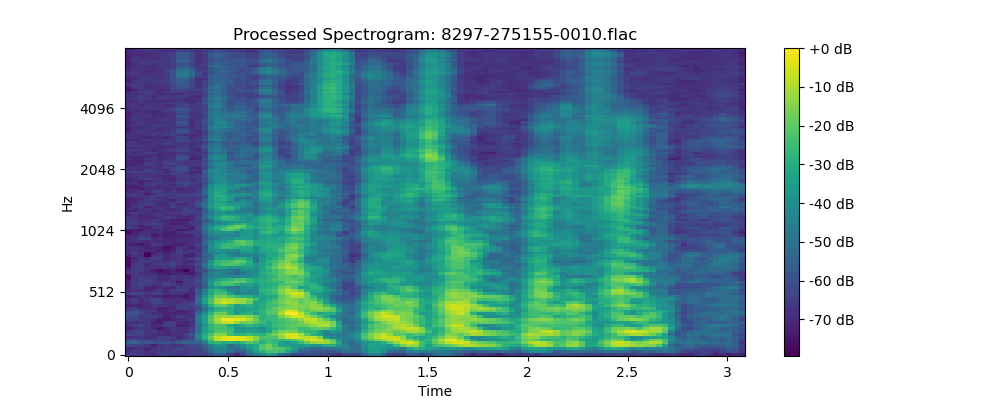 Processed Spectrogram: 8297-275155-0010.flac
Hz
4096
2048
1024
512
0
0
0.5
1
1.5
2
2.5
3
Time
+0 dB
-10 dB
-20 dB
-30 dB
-40 dB
-50 dB
-60 dB
-70 dB